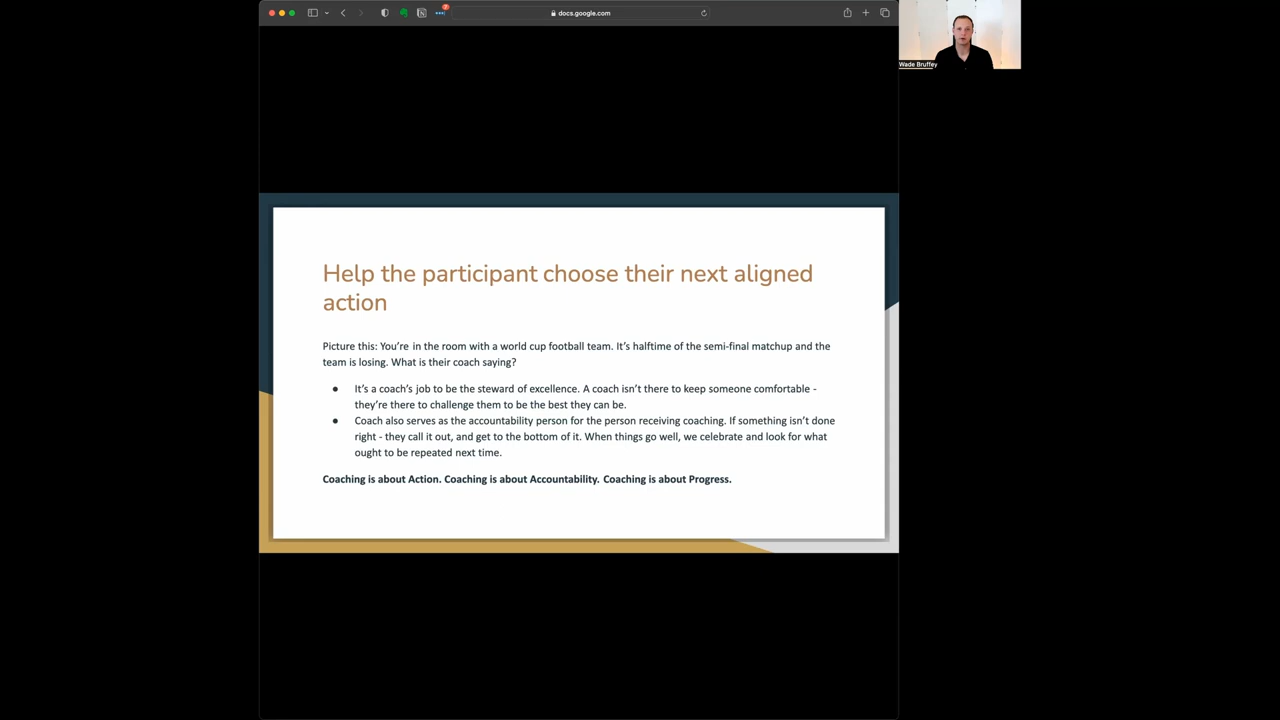 docs.google.com
7
Wade Bruffey
Help the participant choose their next aligned
action
Picture this: You're in the room with a world cup football team. It's halftime of the semi-final matchup and the
team is losing. What is their coach saying?
● It's a coach's job to be the steward of excellence. A coach isn't there to keep someone comfortable -
they're there to challenge them to be the best they can be.
● Coach also serves as the accountability person for the person receiving coaching. If something isn't done
right - they call it out, and get to the bottom of it. When things go well, we celebrate and look for what
ought to be repeated next time.
Coaching is about Action. Coaching is about Accountability. Coaching is about Progress.